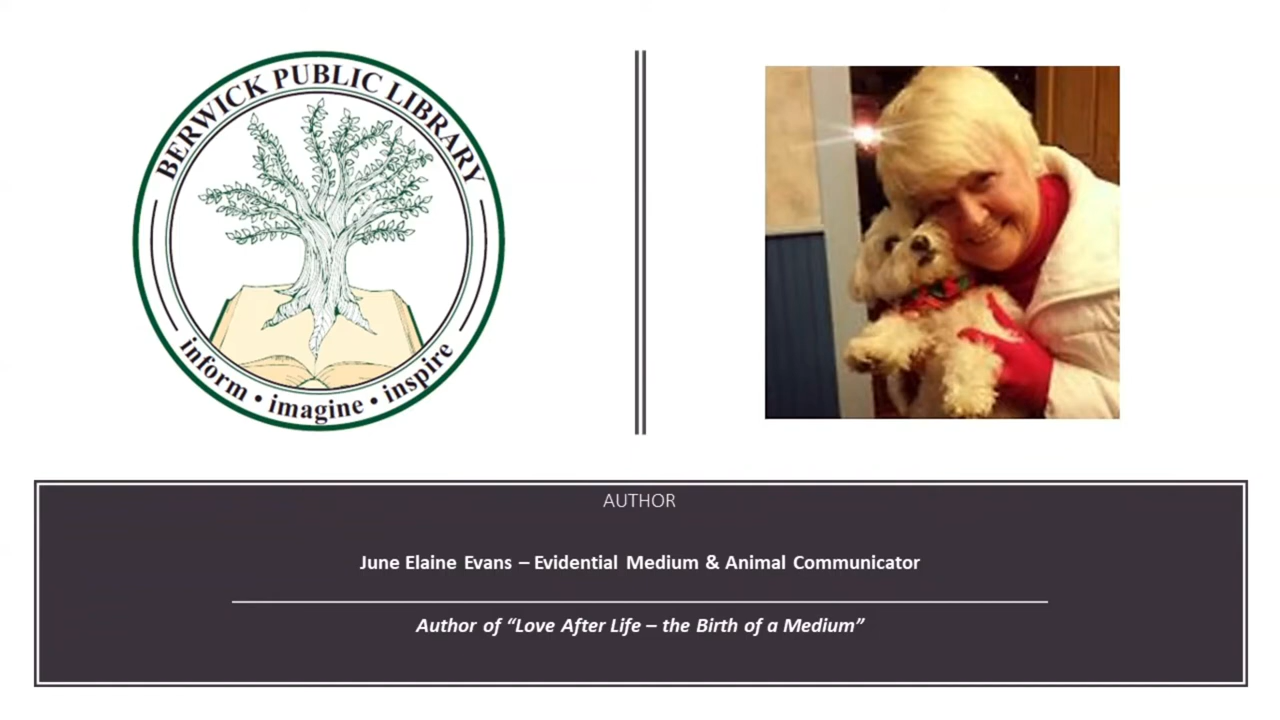 BERWICK PUBLIC LIBRARY
inform • imagine • inspire
AUTHOR
June Elaine Evans – Evidential Medium & Animal Communicator
Author of “Love After Life – the Birth of a Medium”